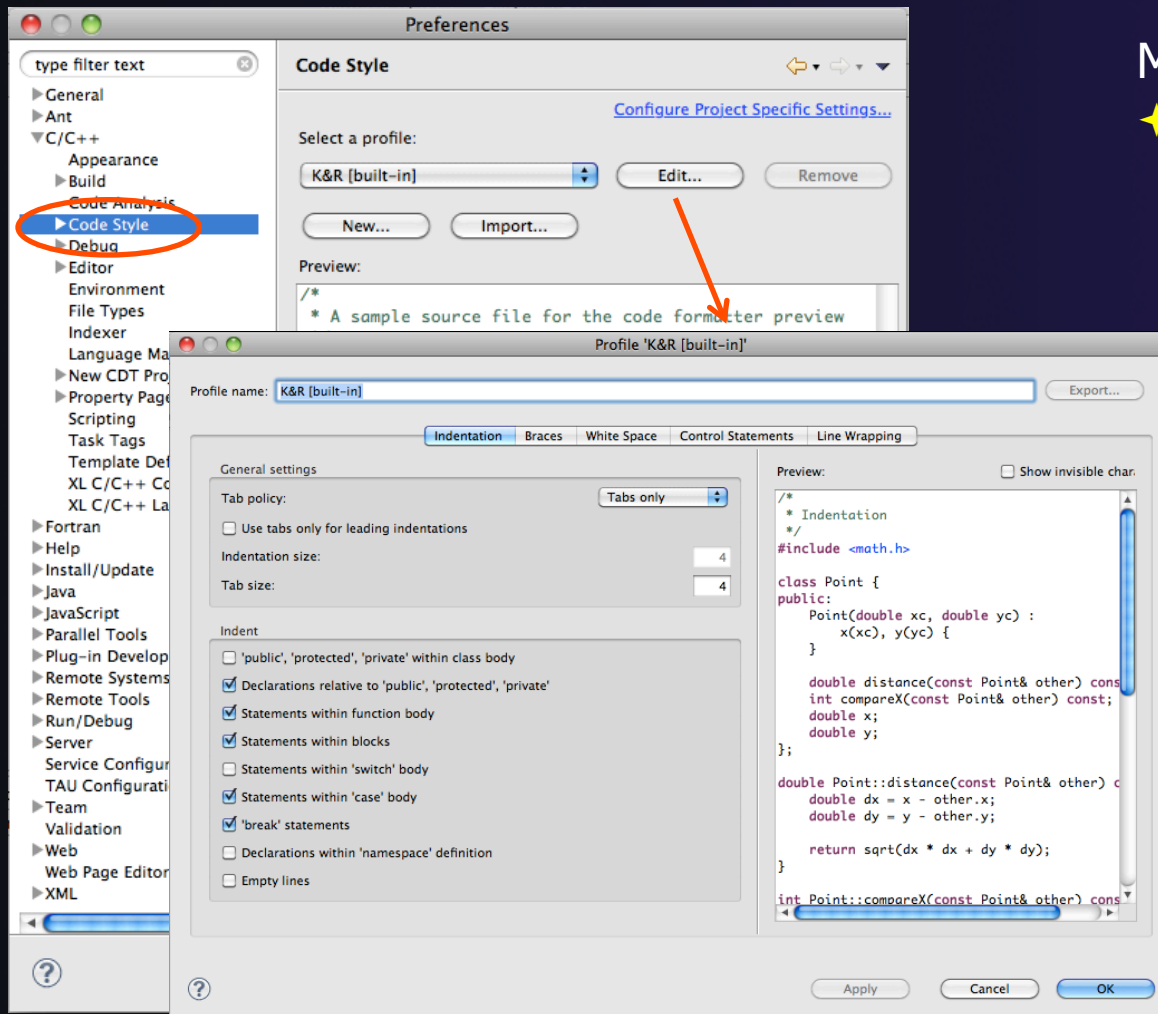 Preferences
type filter text
General
Ant
C/C++
Appearance
Build
Code Analysis
Code Style
Debug
Editor
Environment
File Types
Indexer
Language Ma
New CDT Pro
Property Page
Scripting
Task Tags
Template Def
XL C/C++ Co
XL C/C++ La
Fortran
Help
Install/Update
Java
JavaScript
Parallel Tools
Plug-in Develop
Remote Systems
Remote Tools
Run/Debug
Server
Service Configur
TAU Configurati
Team
Validation
Web
Web Page Editor
XML
Code Style
Configure Project Specific Settings...
Select a profile:
K&R [built-in]
Edit...
Remove
New...
Import...
Preview:
/*
* A sample source file for the code formatter preview
M
Profile 'K&R [built-in]'
Profile name: K&R [built-in]
Export...
Indentation Braces White Space Control Statements Line Wrapping
General settings
Tab policy: Tabs only
Use tabs only for leading indentations
Indentation size: 4
Tab size: 4
Indent
'public', 'protected', 'private' within class body
Declarations relative to 'public', 'protected', 'private'
Statements within function body
Statements within blocks
Statements within 'switch' body
Statements within 'case' body
'break' statements
Declarations within 'namespace' definition
Empty lines
Preview:
Show invisible char
/*
* Indentation
*/
#include <math.h>
class Point {
public:
Point(double xc, double yc) :
x(xc), y(yc) {
}
double distance(const Point& other) cons
int compareX(const Point& other) const;
double x;
double y;
};
double Point::distance(const Point& other) c
double dx = x - other.x;
double dy = y - other.y;
return sqrt(dx * dx + dy * dy);
}
int Point::compareX(const Point& other) cons
?
?
Apply
Cancel
OK